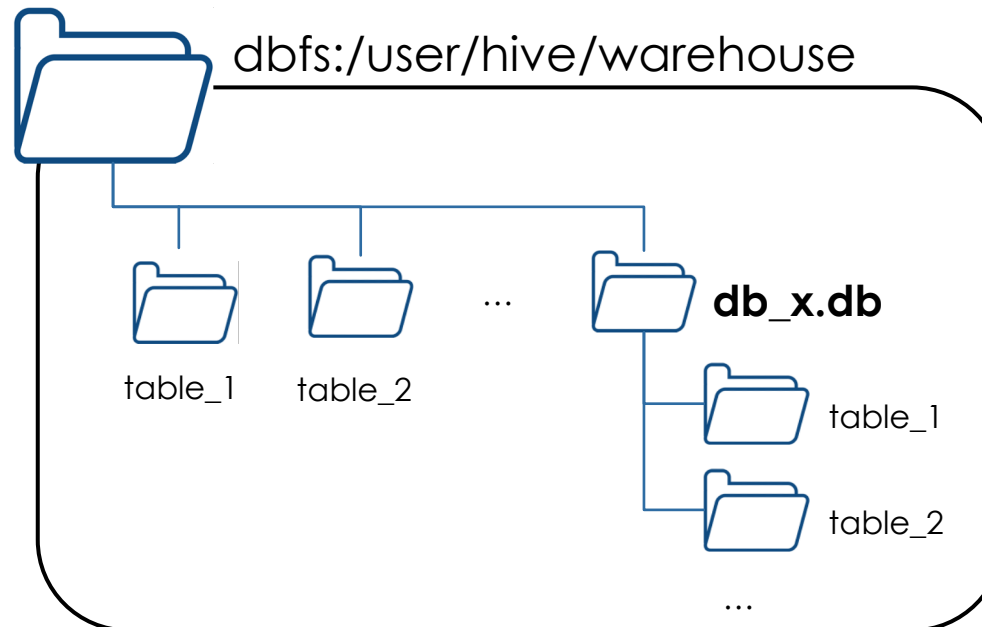 dbfs:/user/hive/warehouse
table_1
table_2
...
db_x.db
table_1
table_2
...